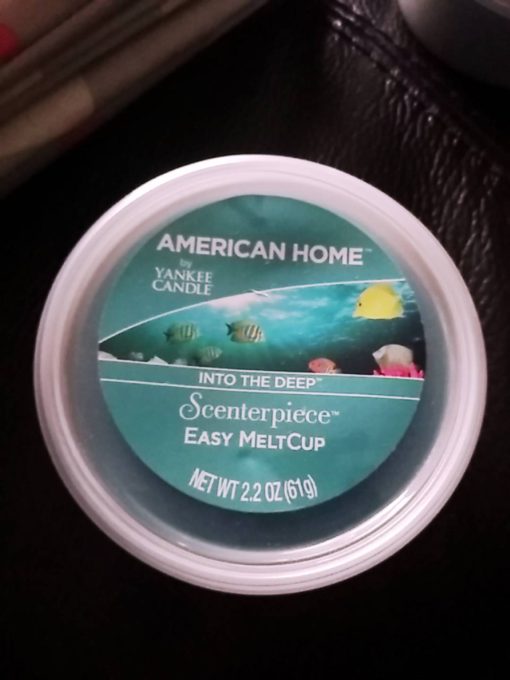 AMERICAN HOME™
by
YANKEE
CANDLE
INTO THE DEEP™
Scenterpiece™
EASY MELTCUP
NET WT 2.2 OZ (61g)